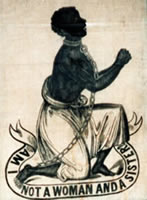 AM I NOT A WOMAN AND A SISTER?